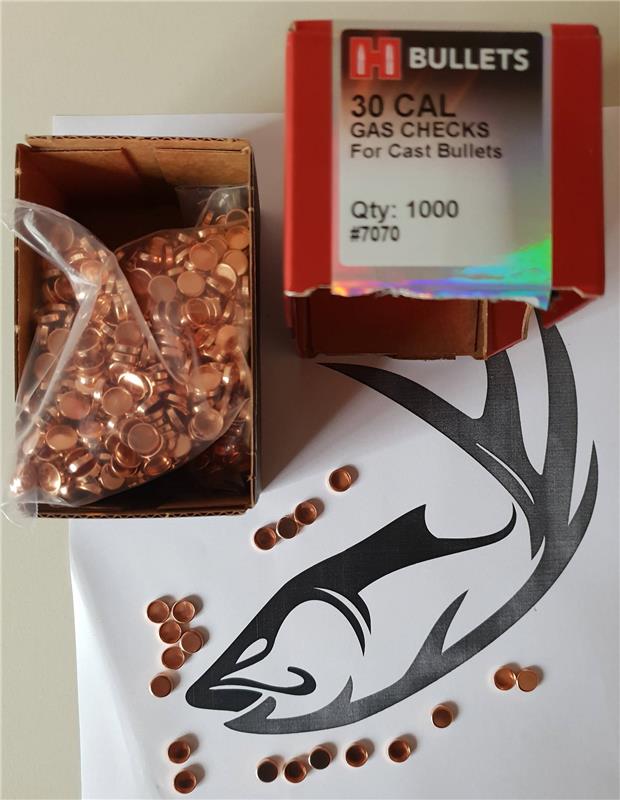 H BULLETS
30 CAL
GAS CHECKS
For Cast Bullets
Qty: 1000
#7070